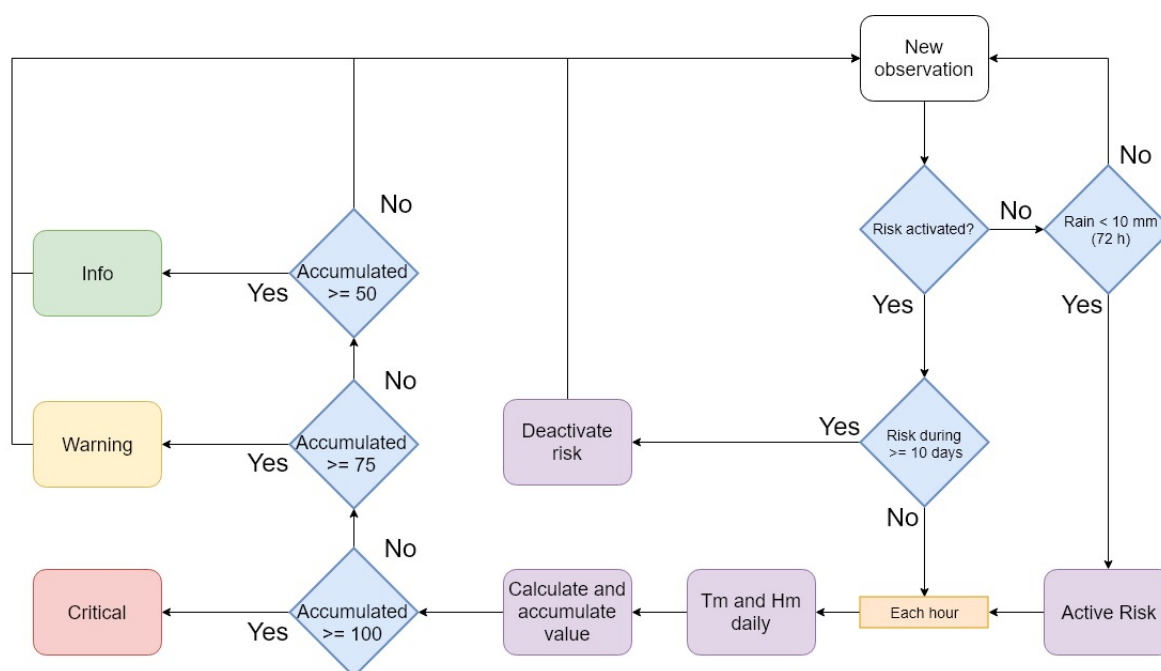 New
observation
No
No
Risk activated?
No
Rain < 10 mm
(72 h)
Info
Yes
Accumulated
>= 50
Yes
Yes
No
Deactivate
risk
Yes
Risk during
>= 10 days
Warning
Yes
Accumulated
>= 75
No
No
Critical
Yes
Accumulated
>= 100
Calculate and
accumulate
value
Tm and Hm
daily
Each hour
Active Risk